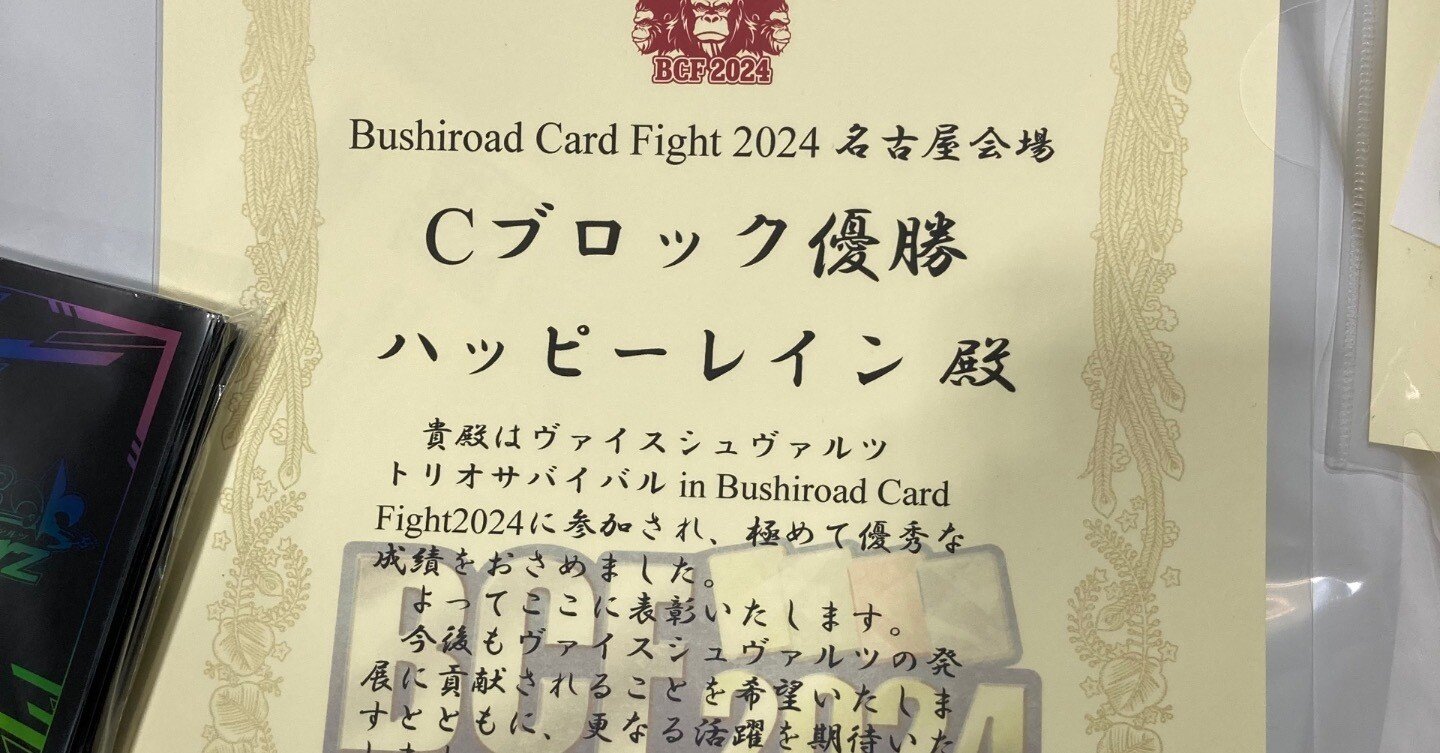 BCF 2024
Bushiroad Card Fight 2024 名古屋会場
Cブロック優勝
ハッピーレイン 殿
貴殿はヴァイスシュヴァルツ
トリオサバイバル in Bushiroad Card
Fight2024に参加され、極めて優秀な
成績をおさめました。
よってここに表彰いたします。
今後もヴァイスシュヴァルツの発
展に貢献されることを希望いたしま
すとともに、更なる活躍を期待いた
BCF 2024